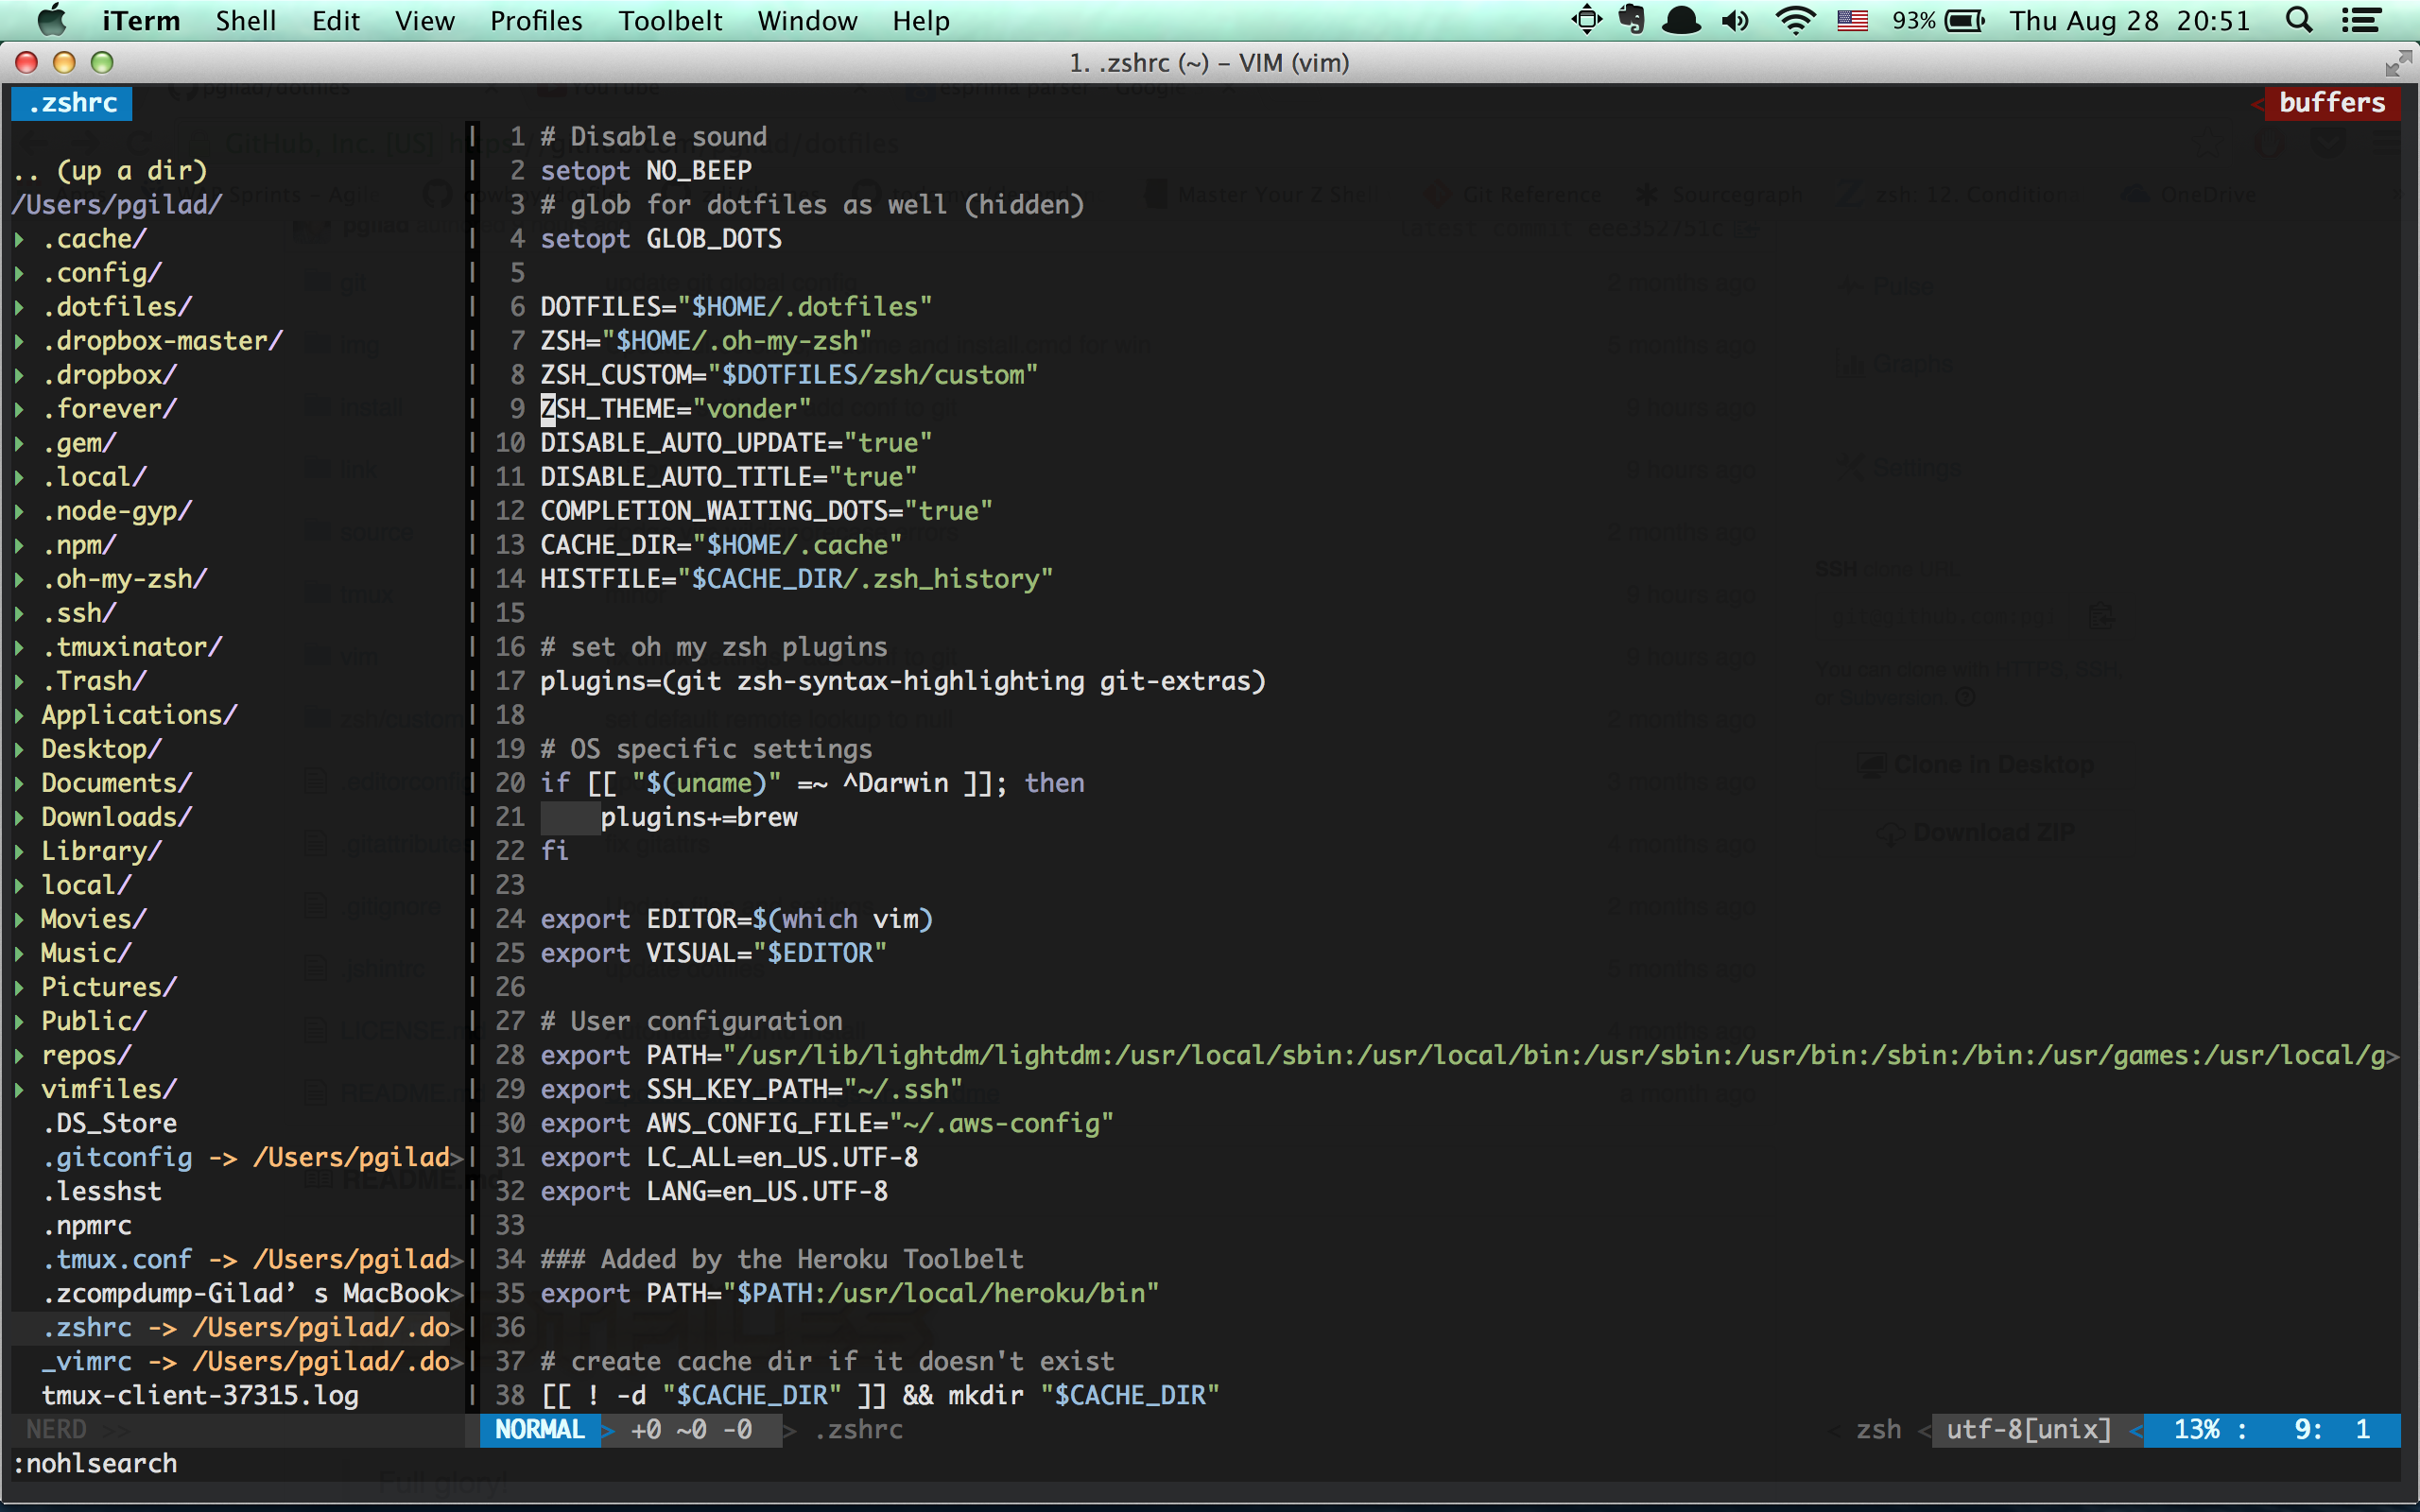 iTerm Shell Edit View Profiles Toolbelt Window Help 93% Thu Aug 28 20:51
1. .zshrc (~) – VIM (vim)
.zshrc < buffers
.. (up a dir)
/Users/pgilad/
.cache/
.config/
.dotfiles/
.dropbox-master/
.dropbox/
.forever/
.gem/
.local/
.node-gyp/
.npm/
.oh-my-zsh/
.ssh/
.tmuxinator/
.Trash/
Applications/
Desktop/
Documents/
Downloads/
Library/
local/
Movies/
Music/
Pictures/
Public/
repos/
vimfiles/
.DS_Store
.gitconfig -> /Users/pgilad>
.lesshst
.npmrc
.tmux.conf -> /Users/pgilad>
.zcompdump-Gilad’ s MacBook>
.zshrc -> /Users/pgilad/.do>
_vimrc -> /Users/pgilad/.do>
tmux-client-37315.log
1 # Disable sound
2 setopt NO_BEEP
3 # glob for dotfiles as well (hidden)
4 setopt GLOB_DOTS
5
6 DOTFILES="$HOME/.dotfiles"
7 ZSH="$HOME/.oh-my-zsh"
8 ZSH_CUSTOM="$DOTFILES/zsh/custom"
9 ZSH_THEME="vonder"
10 DISABLE_AUTO_UPDATE="true"
11 DISABLE_AUTO_TITLE="true"
12 COMPLETION_WAITING_DOTS="true"
13 CACHE_DIR="$HOME/.cache"
14 HISTFILE="$CACHE_DIR/.zsh_history"
15
16 # set oh my zsh plugins
17 plugins=(git zsh-syntax-highlighting git-extras)
18
19 # OS specific settings
20 if [[ "$(uname)" =~ ^Darwin ]]; then
21     plugins+=brew
22 fi
23
24 export EDITOR=$(which vim)
25 export VISUAL="$EDITOR"
26
27 # User configuration
28 export PATH="/usr/lib/lightdm/lightdm:/usr/local/sbin:/usr/local/bin:/usr/sbin:/usr/bin:/sbin:/bin:/usr/games:/usr/local/g>
29 export SSH_KEY_PATH="~/.ssh"
30 export AWS_CONFIG_FILE="~/.aws-config"
31 export LC_ALL=en_US.UTF-8
32 export LANG=en_US.UTF-8
33
34 ### Added by the Heroku Toolbelt
35 export PATH="$PATH:/usr/local/heroku/bin"
36
37 # create cache dir if it doesn't exist
38 [[ ! -d "$CACHE_DIR" ]] && mkdir "$CACHE_DIR"
NERD >> NORMAL > +0 ~0 -0 > .zshrc < zsh < utf-8[unix] < 13% : 9: 1
:nohlsearch